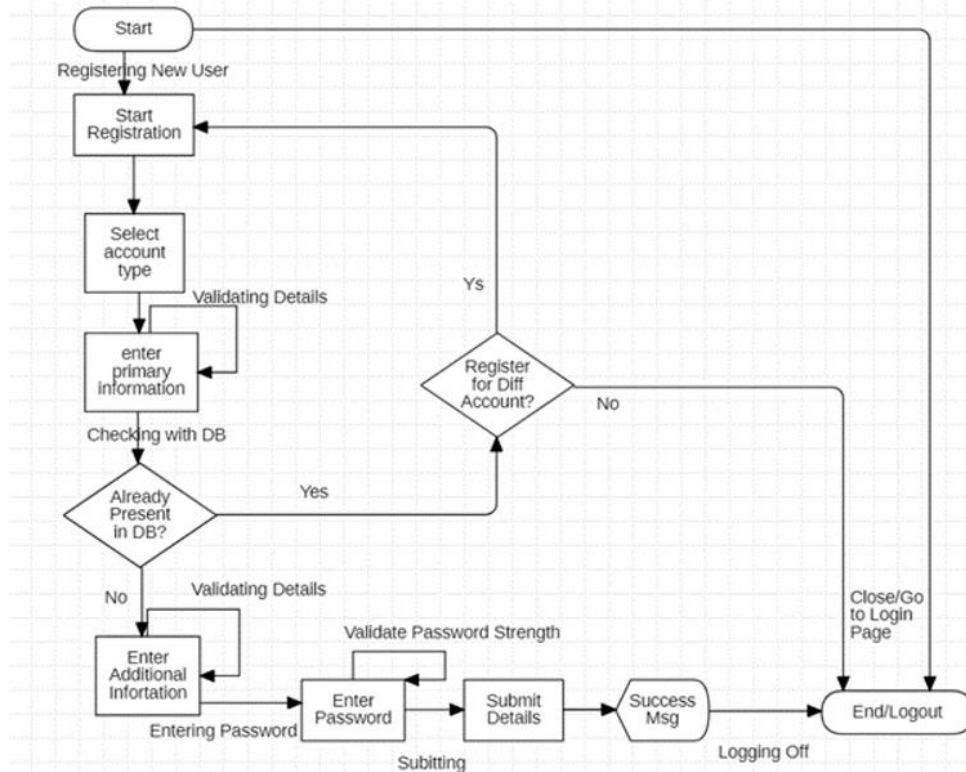 Start
Registering New User
Start
Registration
Select
account
type
Validating Details
enter
primary
information
Checking with DB
Already
Present
in DB?
Yes
Register
for Diff
Account?
Ys
No
No
Validating Details
Enter
Additional
Infortation
Entering Password
Validate Password Strength
Enter
Password
Subitting
Submit
Details
Success
Msg
Logging Off
Close/Go
to Login
Page
End/Logout